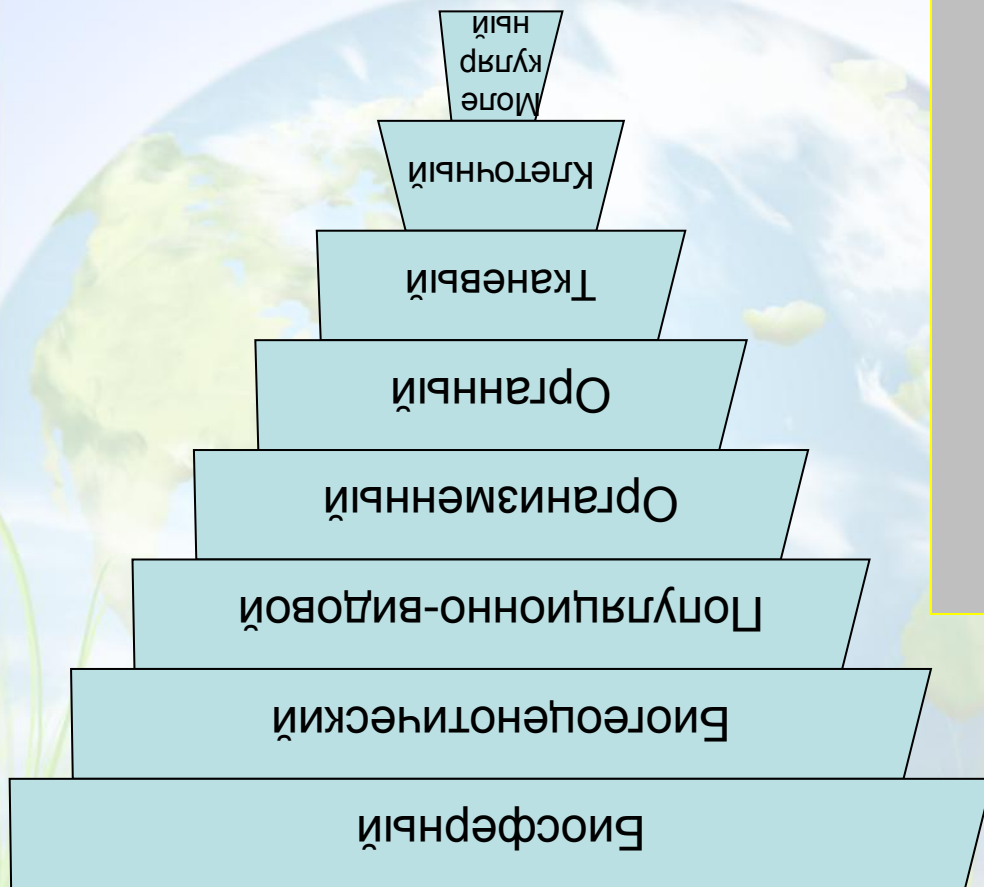 Биосферный
Биогеоценотический
Популяционно-видовой
Организменный
Органный
Тканевый
Клеточный
Моле
куляр
ный